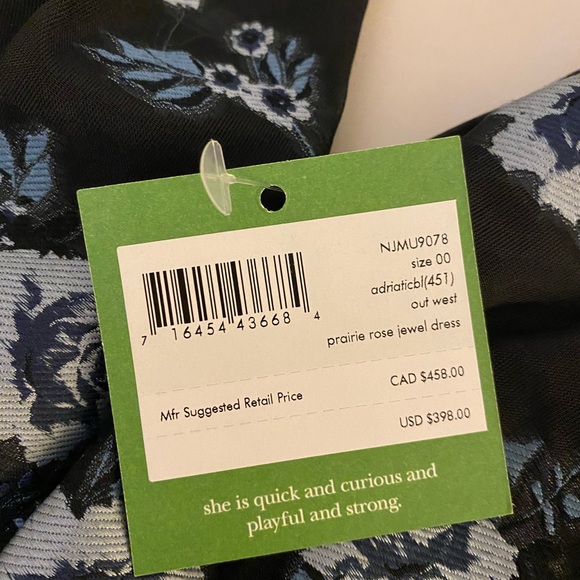 NJMU9078
size 00
adriaticbl(451)
out west
prairie rose jewel dress
7 16454 43668 4
Mfr Suggested Retail Price
CAD $458.00
USD $398.00
she is quick and curious and
playful and strong.